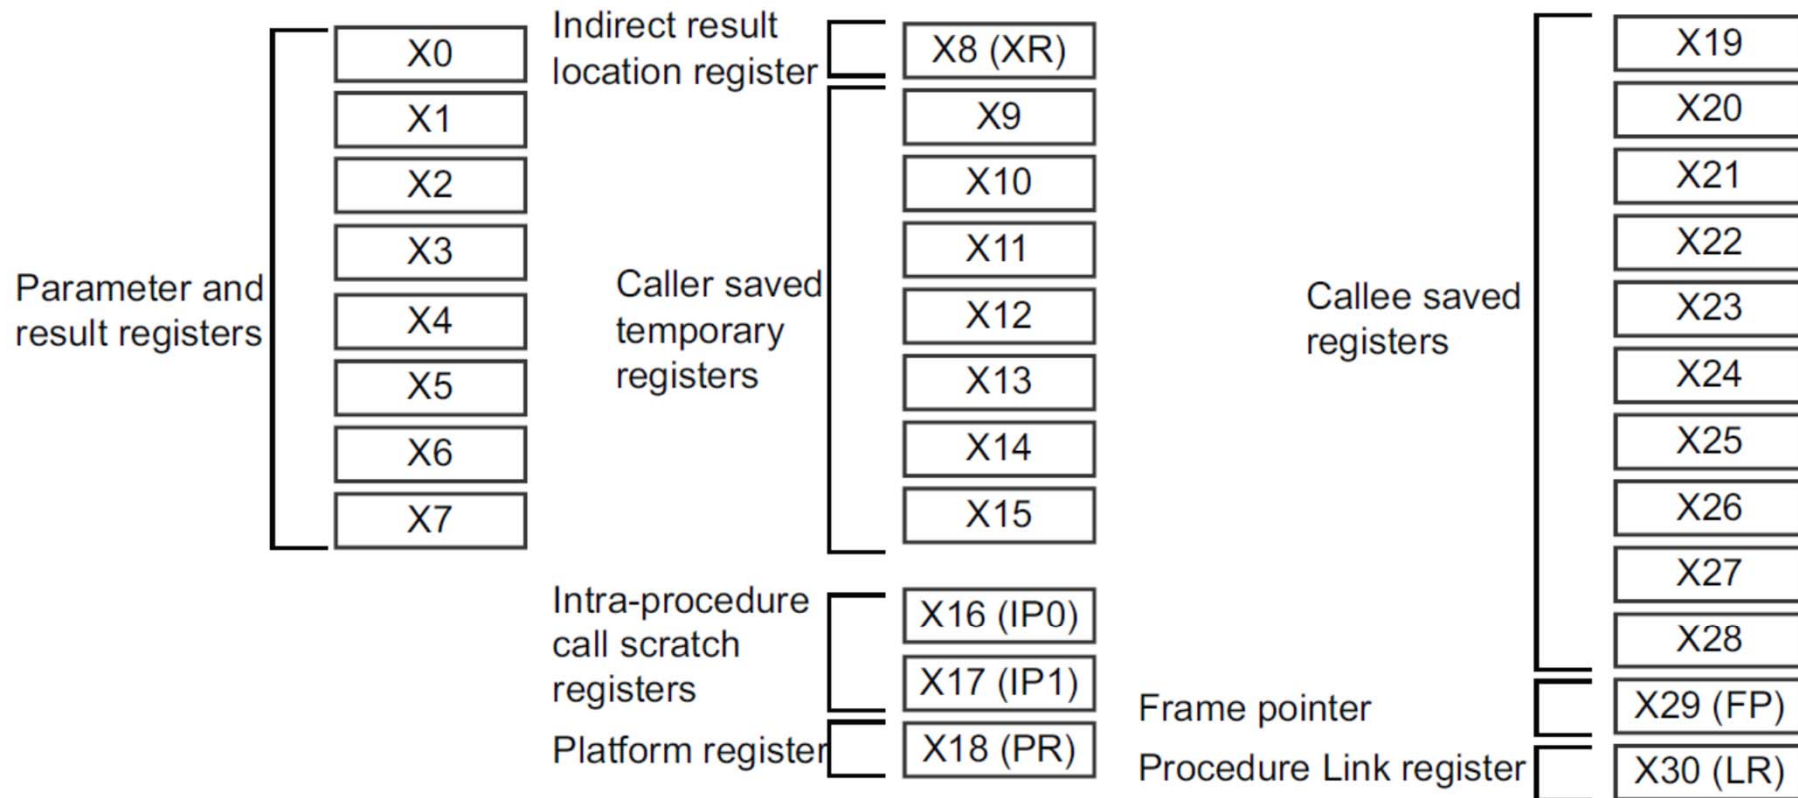 Parameter and
result registers
X0
X1
X2
X3
X4
X5
X6
X7
Indirect result
location register
X8 (XR)
Caller saved
temporary
registers
X9
X10
X11
X12
X13
X14
X15
Intra-procedure
call scratch
registers
X16 (IP0)
X17 (IP1)
Platform register
X18 (PR)
Callee saved
registers
X19
X20
X21
X22
X23
X24
X25
X26
X27
X28
Frame pointer
X29 (FP)
Procedure Link register
X30 (LR)